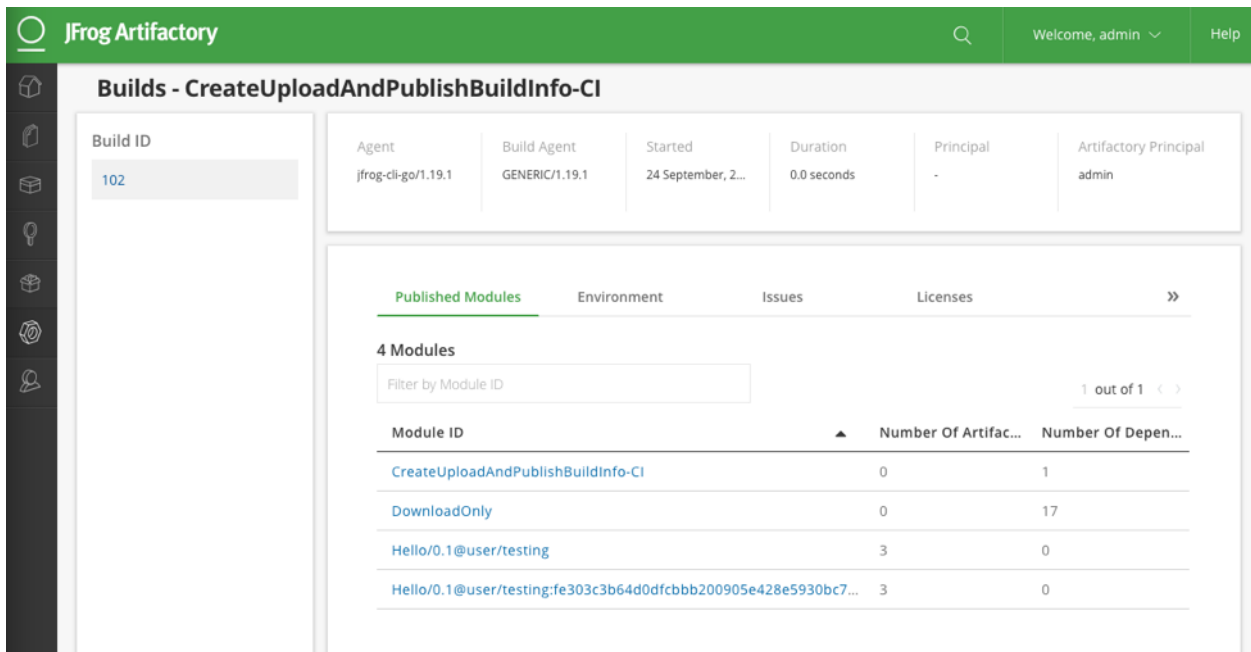 JFrog Artifactory
Welcome, admin
Help
Builds - CreateUploadAndPublishBuildInfo-CI
Build ID
102
Agent Build Agent Started Duration Principal Artifactory Principal
jfrog-cli-go/1.19.1 GENERIC/1.19.1 24 September, 2... 0.0 seconds - admin
Published Modules Environment Issues Licenses »
4 Modules
Filter by Module ID
1 out of 1 < >
Module ID Number Of Artifac... Number Of Depen...
CreateUploadAndPublishBuildInfo-CI 0 1
DownloadOnly 0 17
Hello/0.1@user/testing 3 0
Hello/0.1@user/testing:fe303c3b64d0dfcbbb200905e428e5930bc7... 3 0